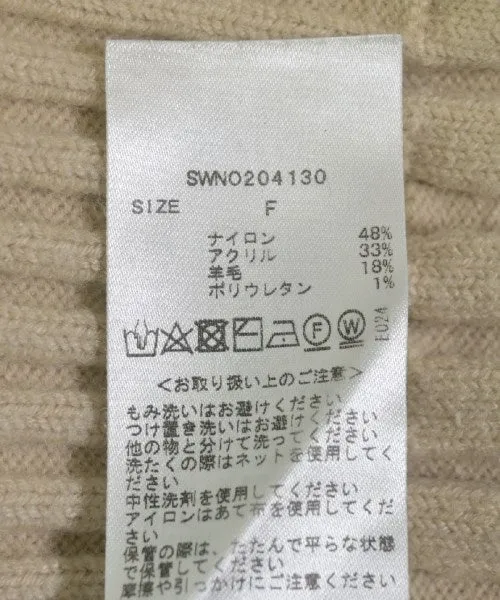 SWNO204130
SIZE F
ナイロン 48%
アクリル 33%
羊毛 18%
ポリウレタン 1%
F W E024
<お取り扱い上のご注意>
もみ洗いはお避けください
つけ置き洗いはお避けください
他の物と分けて洗ってください
洗たくの際はネットを使用してく
ださい
中性洗剤を使用してください
アイロンはあて布を使用してくだ
さい
保管の際は、たたんで平らな状態
で保管してください
摩擦や引っかけにご注意ください